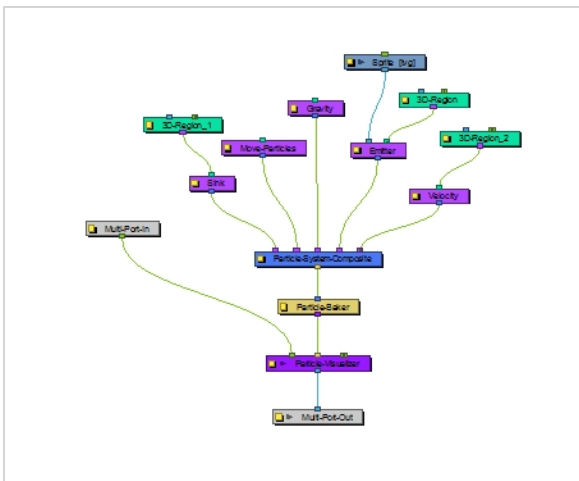 Sprite [tvg]
3D-Region
Gravity
3D-Region_1
3D-Region_2
Move-Particles
Emitter
Sink
Velocity
Multi-Port-In
Particle-System-Composite
Particle-Baker
Particle-Visualizer
Multi-Port-Out